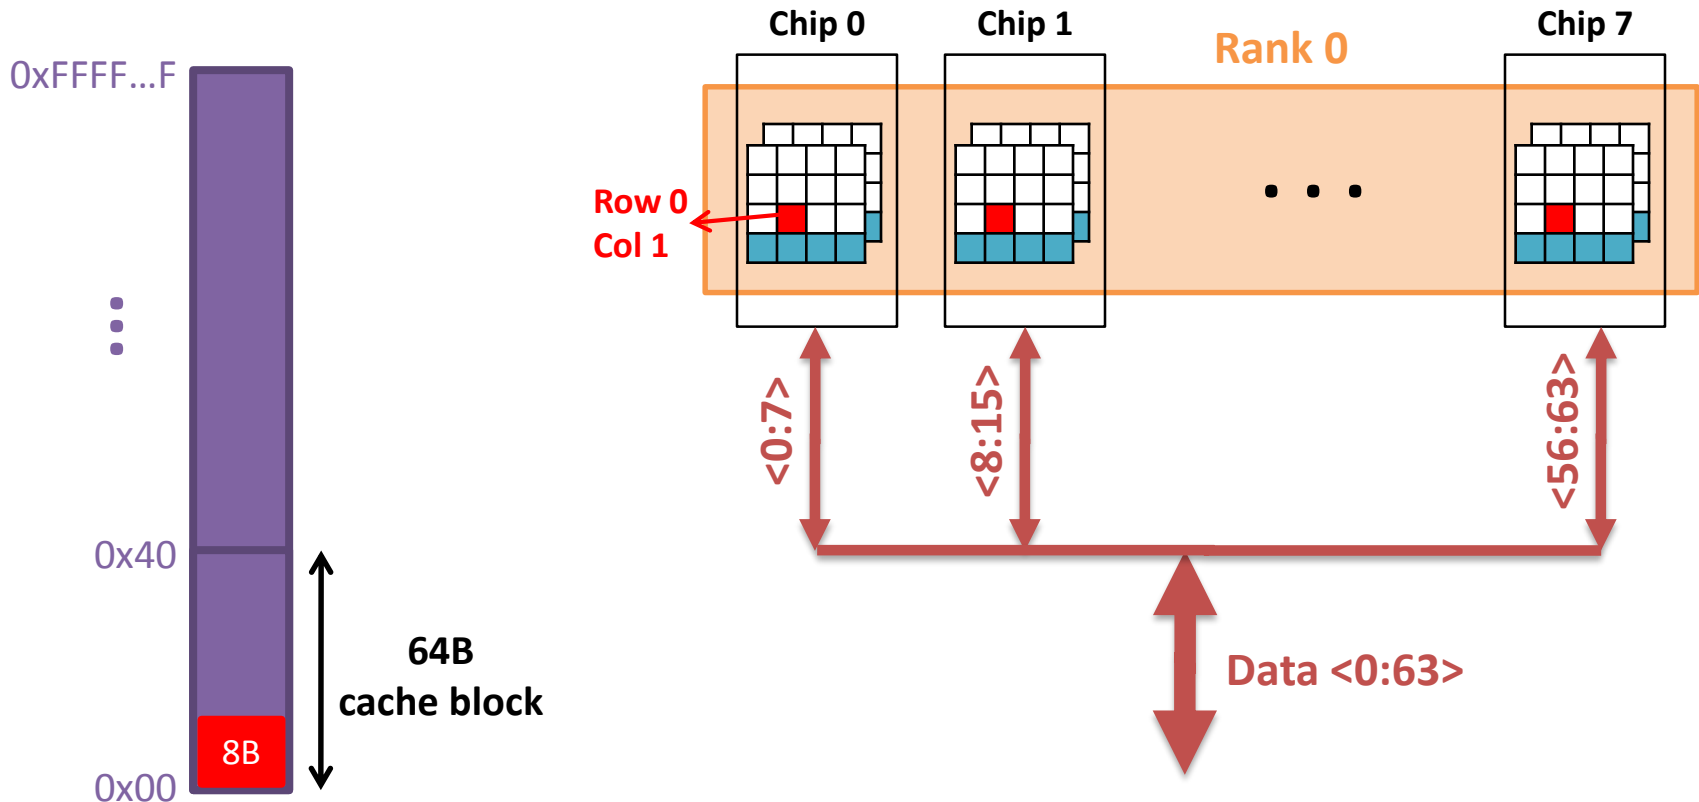 0xFFFF...F
0x40
0x00
8B
64B
cache block
Chip 0
Chip 1
Chip 7
Rank 0
Row 0
Col 1
<0:7>
<8:15>
<56:63>
Data <0:63>